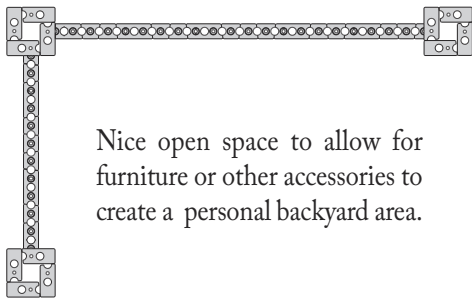 Nice open space to allow for
furniture or other accessories to
create a personal backyard area.